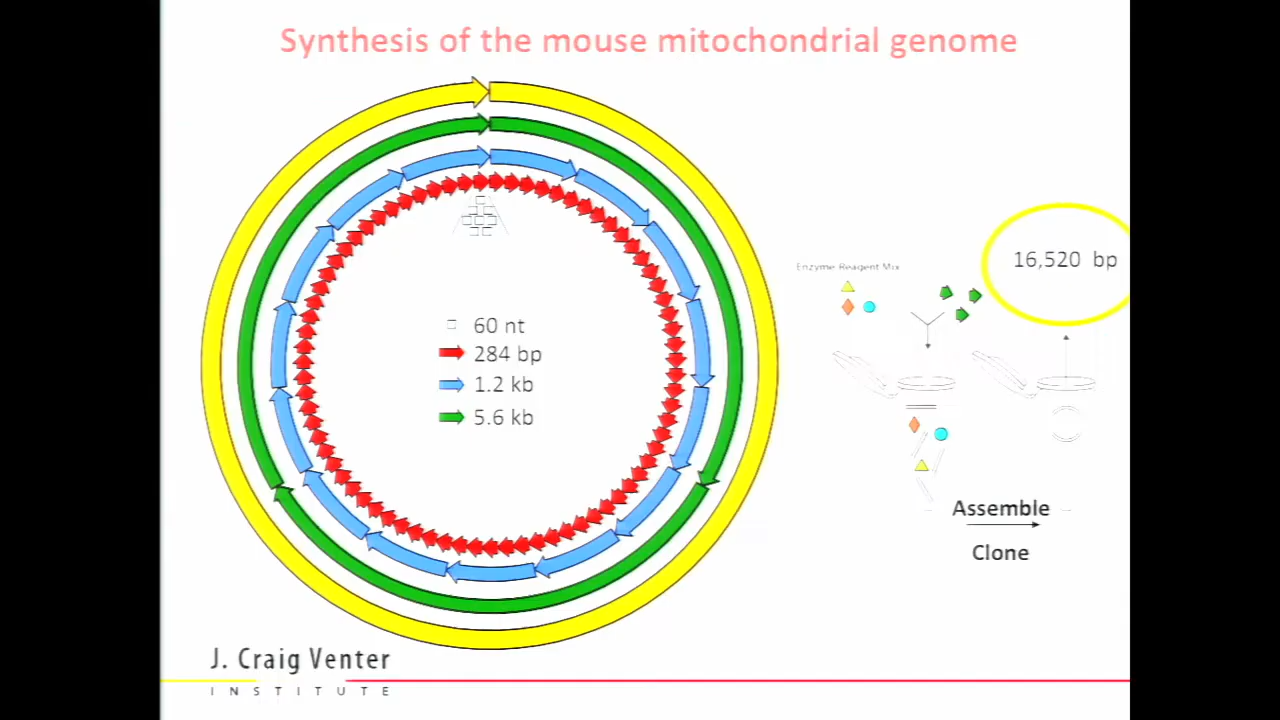 Synthesis of the mouse mitochondrial genome
60 nt
284 bp
1.2 kb
5.6 kb
Enzyme Reagent Mix
16,520 bp
Assemble
Clone
J. Craig Venter
INSTITUTE